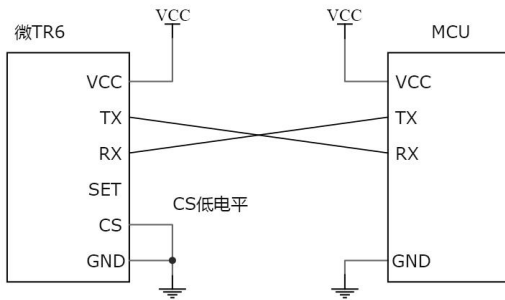 VCC
VCC
微TR6
MCU
VCC
VCC
TX
TX
RX
RX
SET
CS低电平
CS
GND
GND